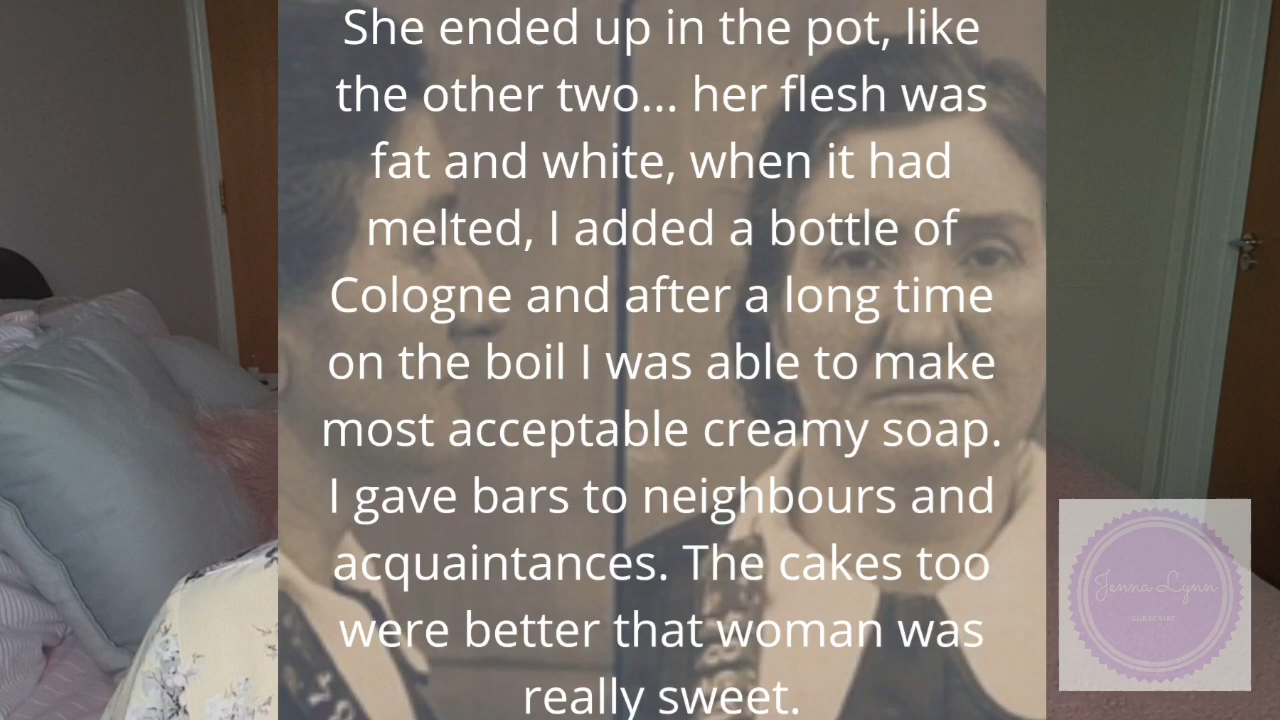 She ended up in the pot, like
the other two... her flesh was
fat and white, when it had
melted, I added a bottle of
Cologne and after a long time
on the boil I was able to make
most acceptable creamy soap.
I gave bars to neighbours and
acquaintances. The cakes too
were better that woman was
really sweet.
Jenna Lynn
SUBSCRIBE